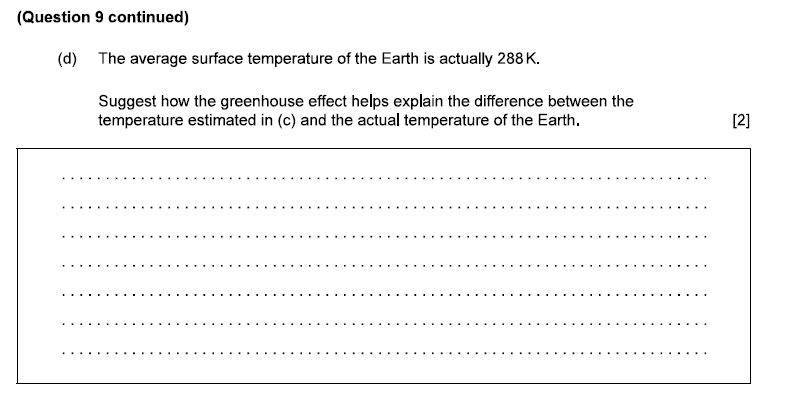 (Question 9 continued)
(d) The average surface temperature of the Earth is actually 288 K.
Suggest how the greenhouse effect helps explain the difference between the
temperature estimated in (c) and the actual temperature of the Earth. [2]